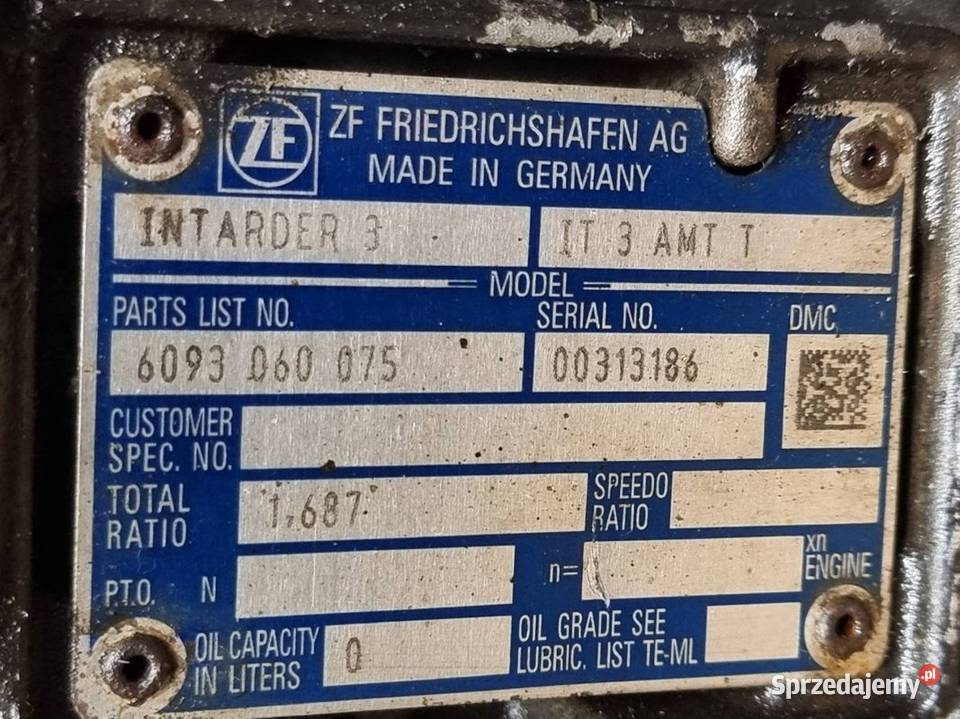 ZF
ZF FRIEDRICHSHAFEN AG
MADE IN GERMANY
INTARDER 3
IT 3 AMT T
MODEL
PARTS LIST NO.
SERIAL NO.
DMC
6093 060 075
00313186
CUSTOMER
SPEC. NO.
TOTAL
RATIO
1,687
SPEEDO
RATIO
P.T.O. N
n=
xn
ENGINE
OIL CAPACITY
IN LITERS
0
OIL GRADE SEE
LUBRIC. LIST TE-ML
Sprzedajemy.pl